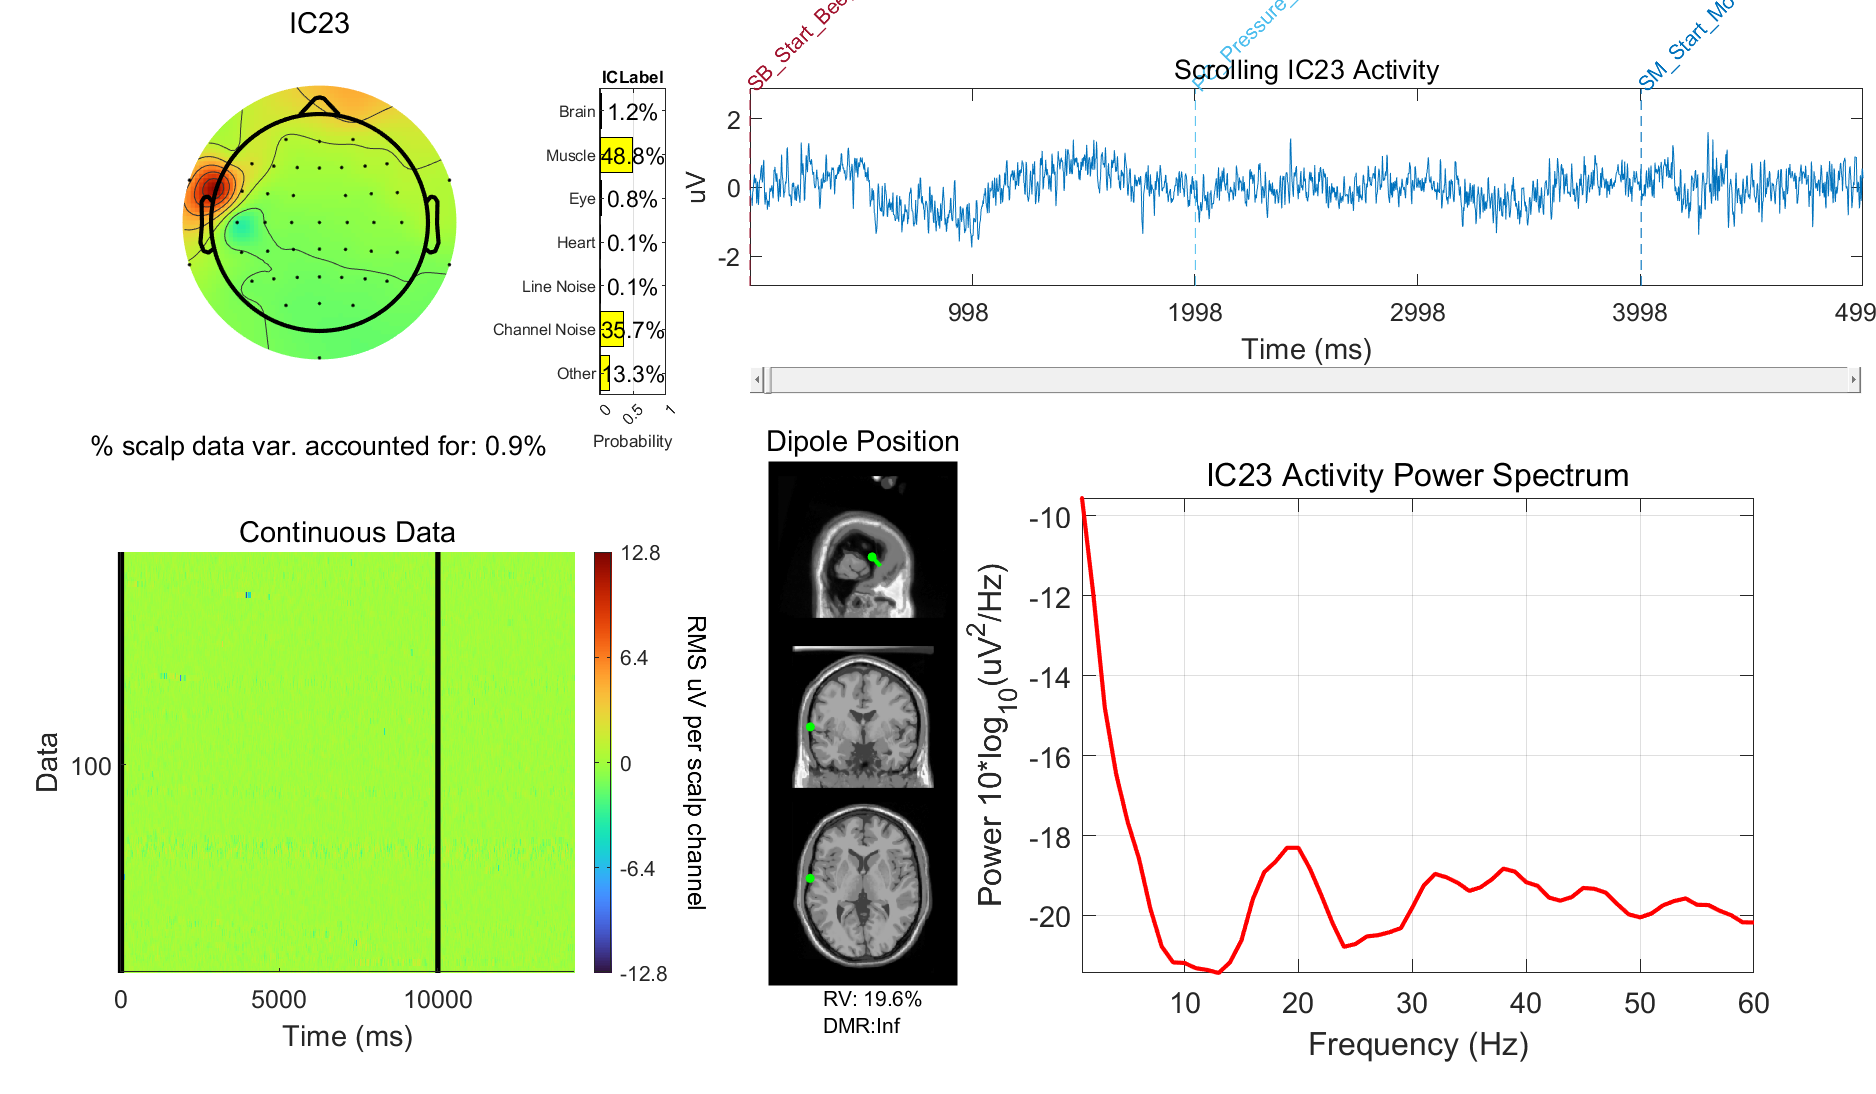 IC23
ICLabel
Brain 1.2%
Muscle 48.8%
Eye 0.8%
Heart 0.1%
Line Noise 0.1%
Channel Noise 35.7%
Other 13.3%
0 0.5 1
Probability
% scalp data var. accounted for: 0.9%
SB_Start_Bee
Pressure_
SM_Start_Mo
Scrolling IC23 Activity
uV
2
0
-2
998 1998 2998 3998 499
Time (ms)
Continuous Data
Data
100
0 5000 10000
Time (ms)
12.8
6.4
0
-6.4
-12.8
RMS uV per scalp channel
Dipole Position
RV: 19.6%
DMR:Inf
IC23 Activity Power Spectrum
Power 10*log10(uV2/Hz)
-10
-12
-14
-16
-18
-20
10 20 30 40 50 60
Frequency (Hz)